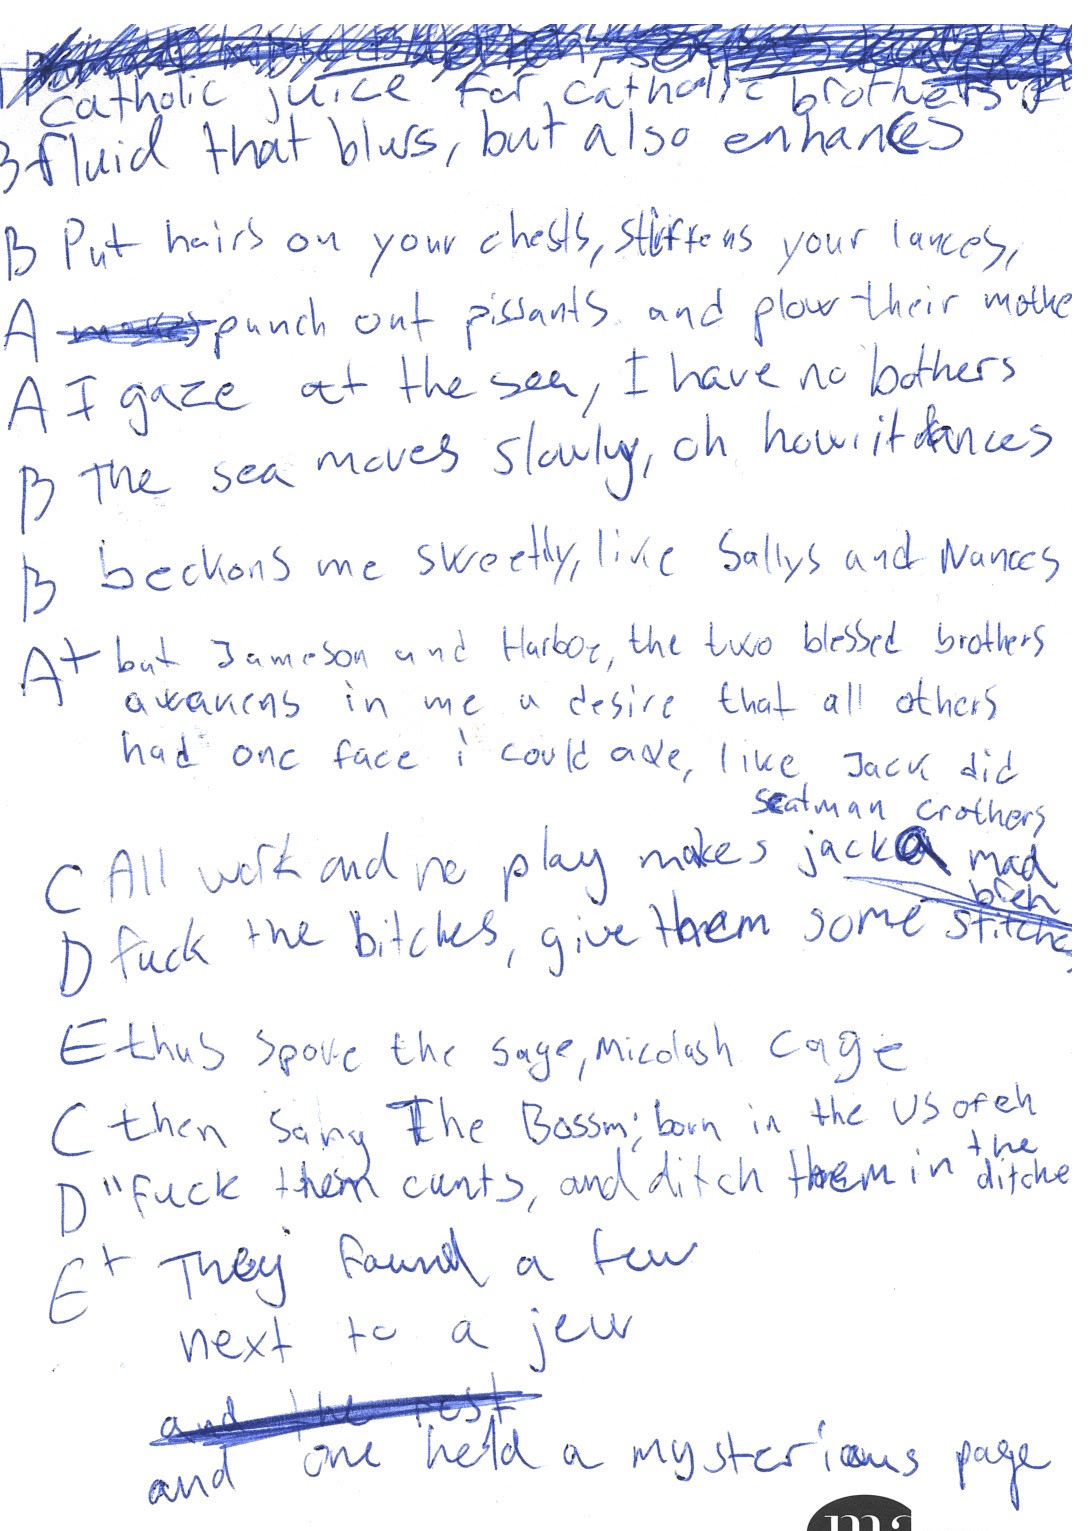 catholic juice for catholic brothers
B fluid that blurs, but also enhances
B Put hairs on your chests, stiffens your lances,
A punch out pissants and plow their mothe
A I gaze at the sea, I have no bothers
B The sea moves slowly, oh how it dances
B beckons me sweetly, like Sallys and Nances
A+ but Jameson and Harboe, the two blessed brothers
awakens in me a desire that all others
had one face i could axe, like Jack did
scatman crothers
C All work and no play makes jack a mad
bich
D fuck the bitches, give them some stitches
E thus spoke the sage, Micolash Cage
C then sang The Bossm; born in the US of eh
D "fuck them cunts, and ditch them in the
ditche
E+ They found a few
next to a jew
and the rest
and one held a mysterious page
ma